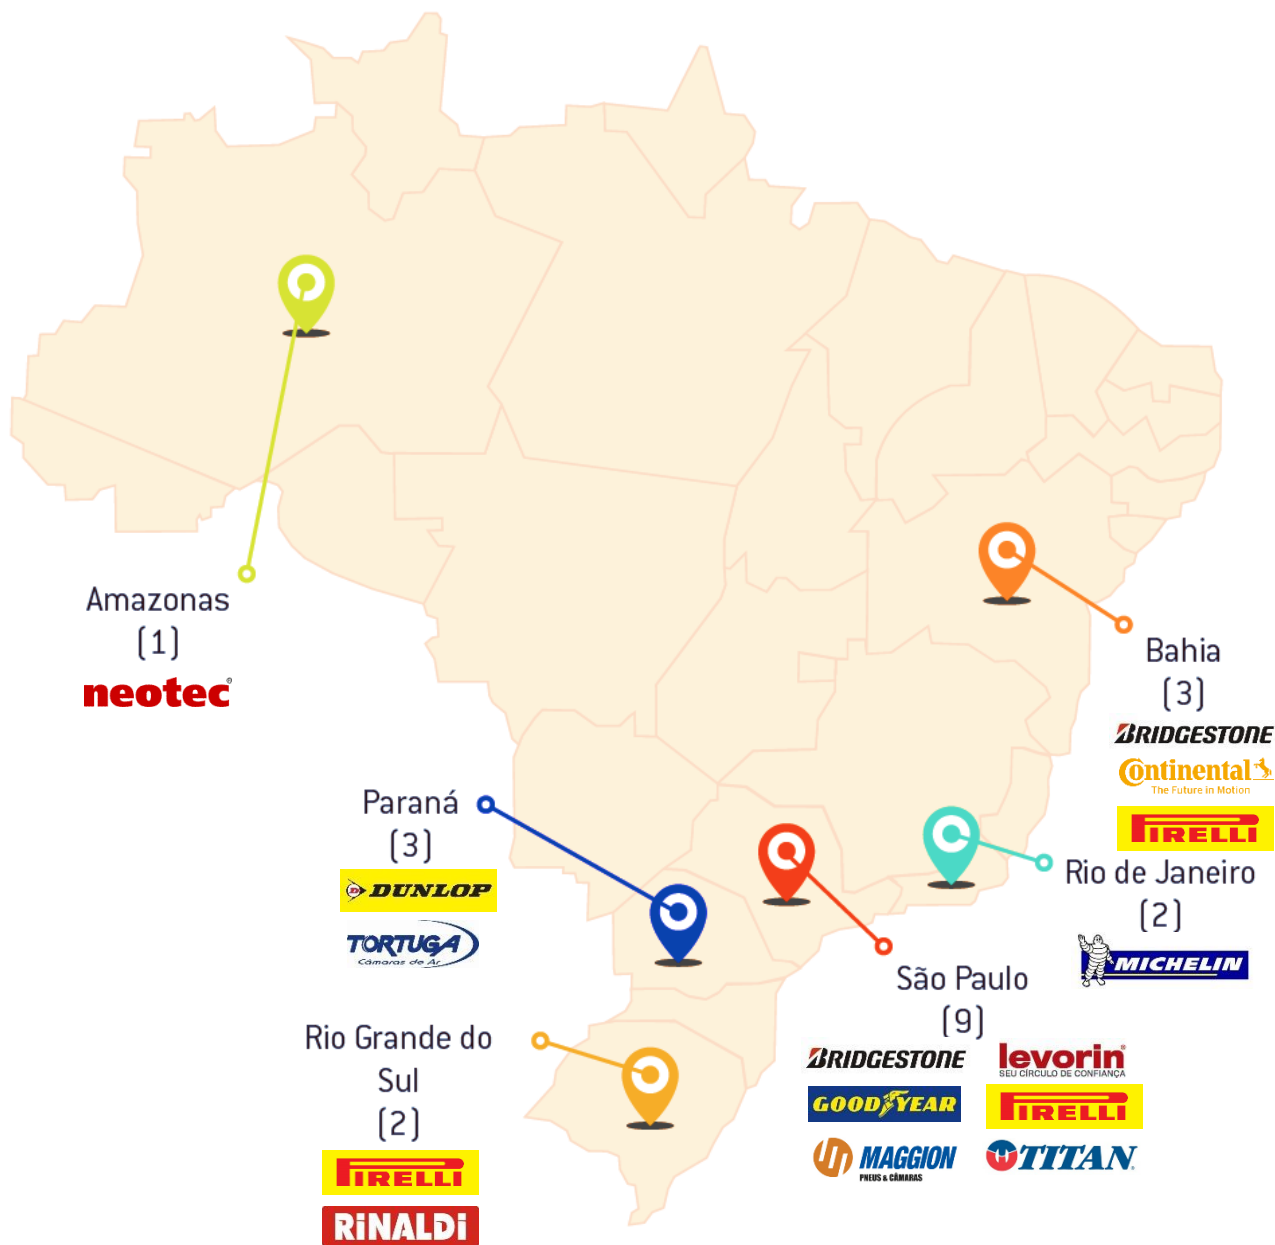 Amazonas
(1)
neotec®
Bahia
(3)
BRIDGESTONE
Continental
The Future in Motion
PIRELLI
Paraná
(3)
D DUNLOP
TORTUGA
Câmaras de Ar
Rio de Janeiro
(2)
MICHELIN
São Paulo
(9)
BRIDGESTONE
levorin®
SEU CÍRCULO DE CONFIANÇA
GOODYEAR
PIRELLI
MAGGION
PNEUS & CÂMARAS
TITAN
Rio Grande do
Sul
(2)
PIRELLI
RiNALDi